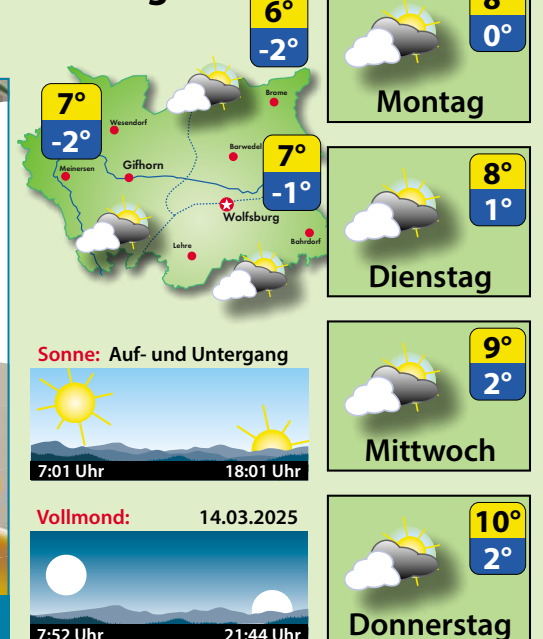 6°
-2°
7°
-2°
Brome
Wesendorf
Barwedel
7°
-1°
Meinersen
Gifhorn
Wolfsburg
Lehre
Bahrdorf
Sonne: Auf- und Untergang
7:01 Uhr 18:01 Uhr
Vollmond: 14.03.2025
7:52 Uhr 21:44 Uhr
8°
0°
Montag
8°
1°
Dienstag
9°
2°
Mittwoch
10°
2°
Donnerstag